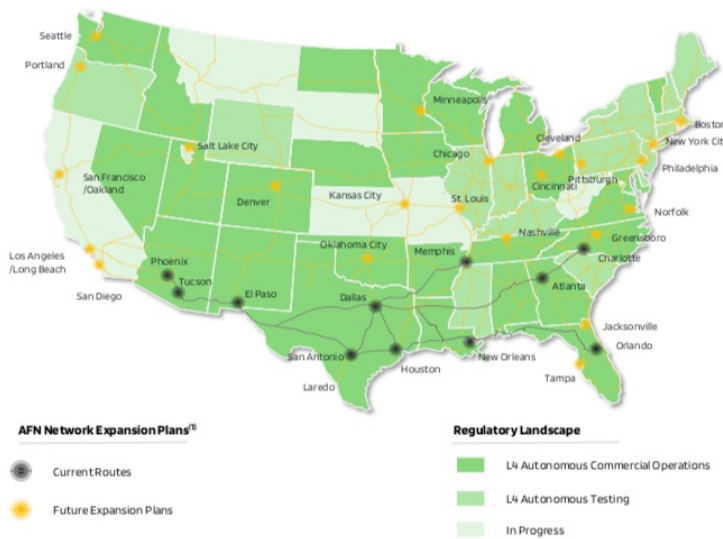 Seattle
Portland
Minneapolis
Boston
Cleveland
New York City
Salt Lake City
Chicago
Philadelphia
San Francisco
/Oakland
Kansas City
St. Louis
Pittsburgh
Cincinnati
Denver
Norfolk
Nashville
Oklahoma City
Greensboro
Memphis
Charlotte
Los Angeles
/Long Beach
Phoenix
Tucson
El Paso
Atlanta
San Diego
Dallas
Jacksonville
Orlando
San Antonio
New Orleans
Houston
Laredo
Tampa
AFN Network Expansion Plans(1)
Current Routes
Future Expansion Plans
Regulatory Landscape
L4 Autonomous Commercial Operations
L4 Autonomous Testing
In Progress